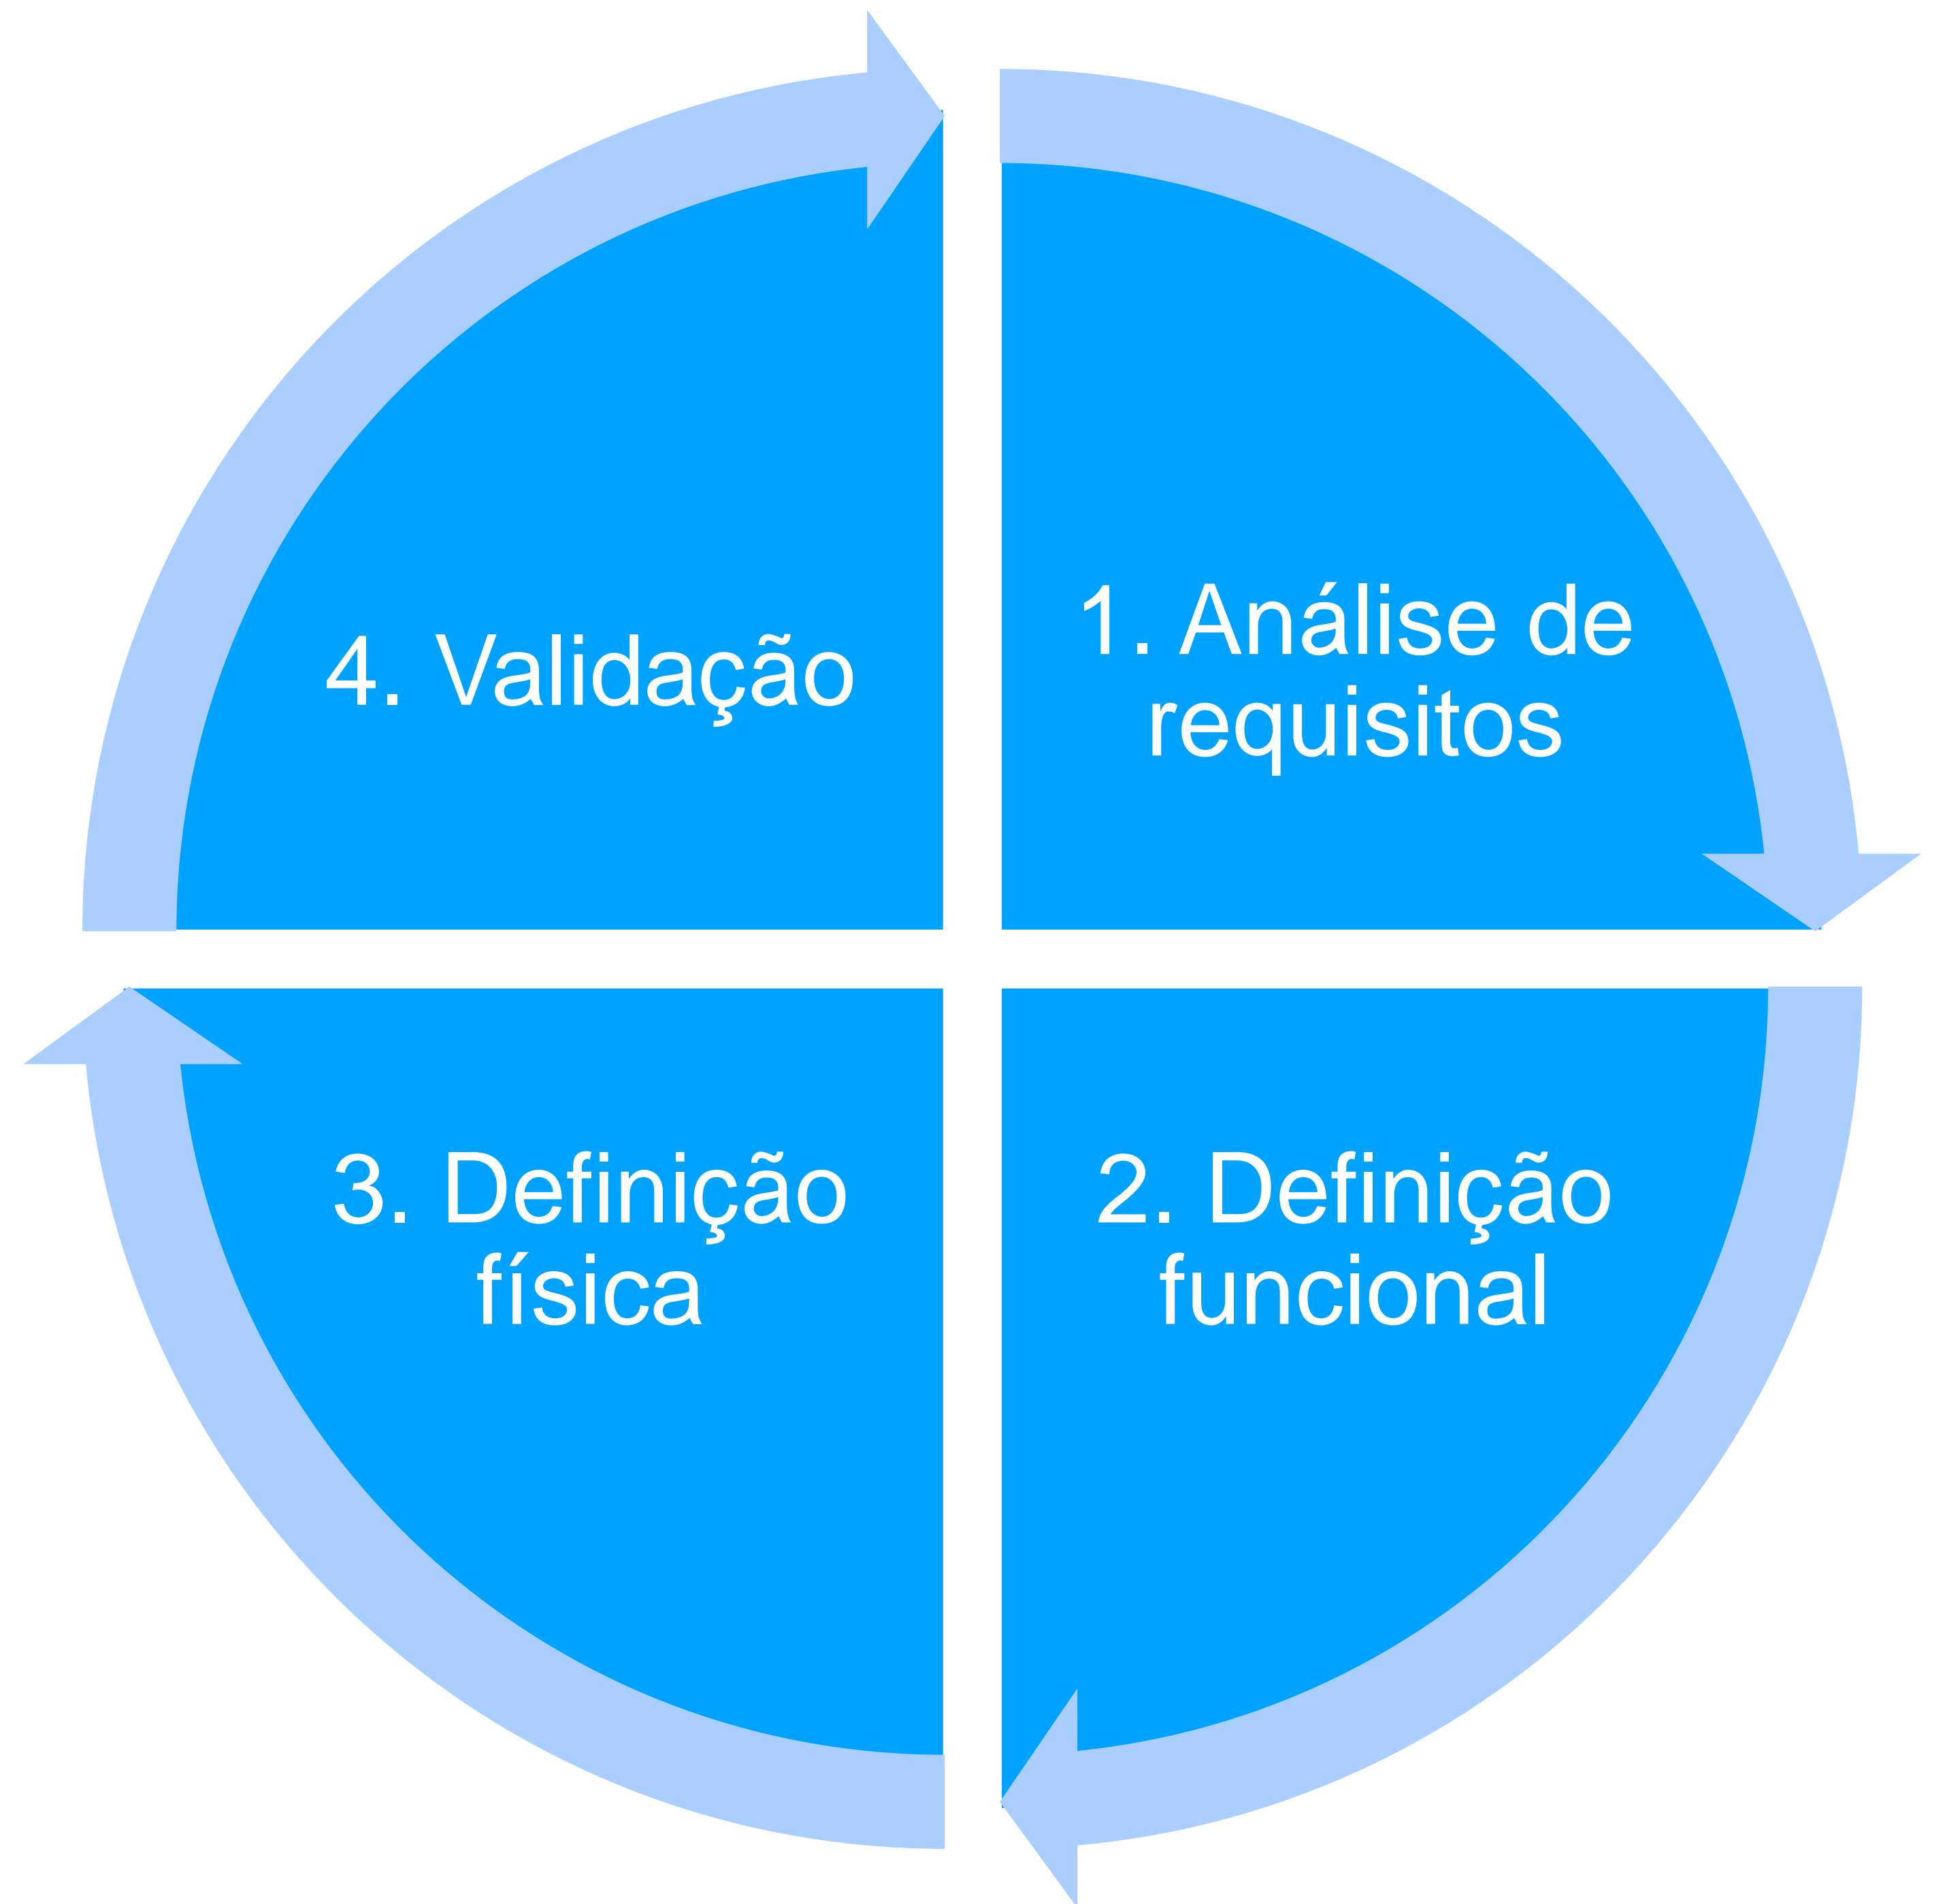 1. Análise de
requisitos
2. Definição
funcional
3. Definição
física
4. Validação